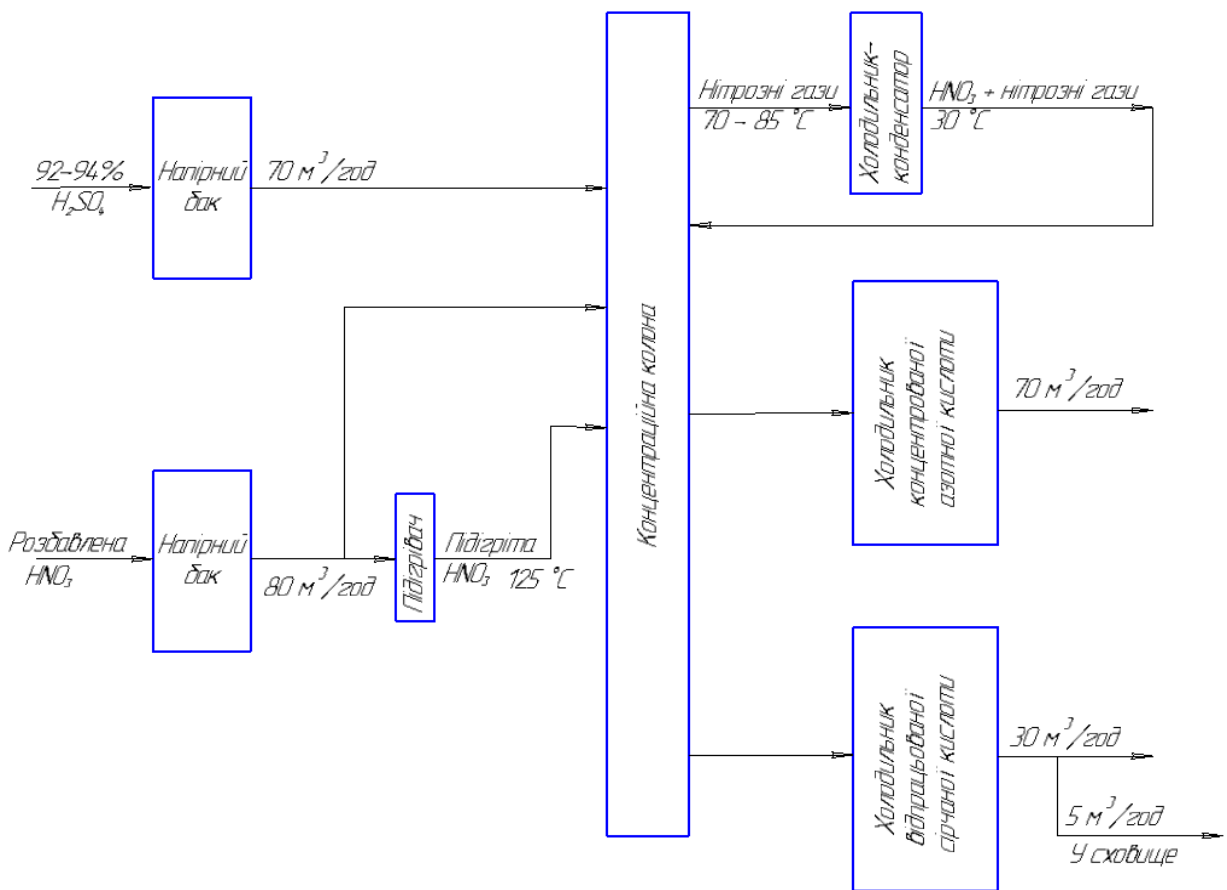 92-94%
H₂SO₄
Напірний
бак
70 м³/год
Розбавлена
HNO₃
Напірний
бак
80 м³/год
Підігрівач
Підігріта
HNO₃ 125 °С
Концентраційна колона
Нітрозні гази
70 - 85 °С
Холодильник-
конденсатор
HNO₃ + нітрозні гази
30 °С
Холодильник
концентрованої
азотної кислоти
70 м³/год
Холодильник
відпрацьованої
сірчаної кислоти
30 м³/год
5 м³/год
У сховище